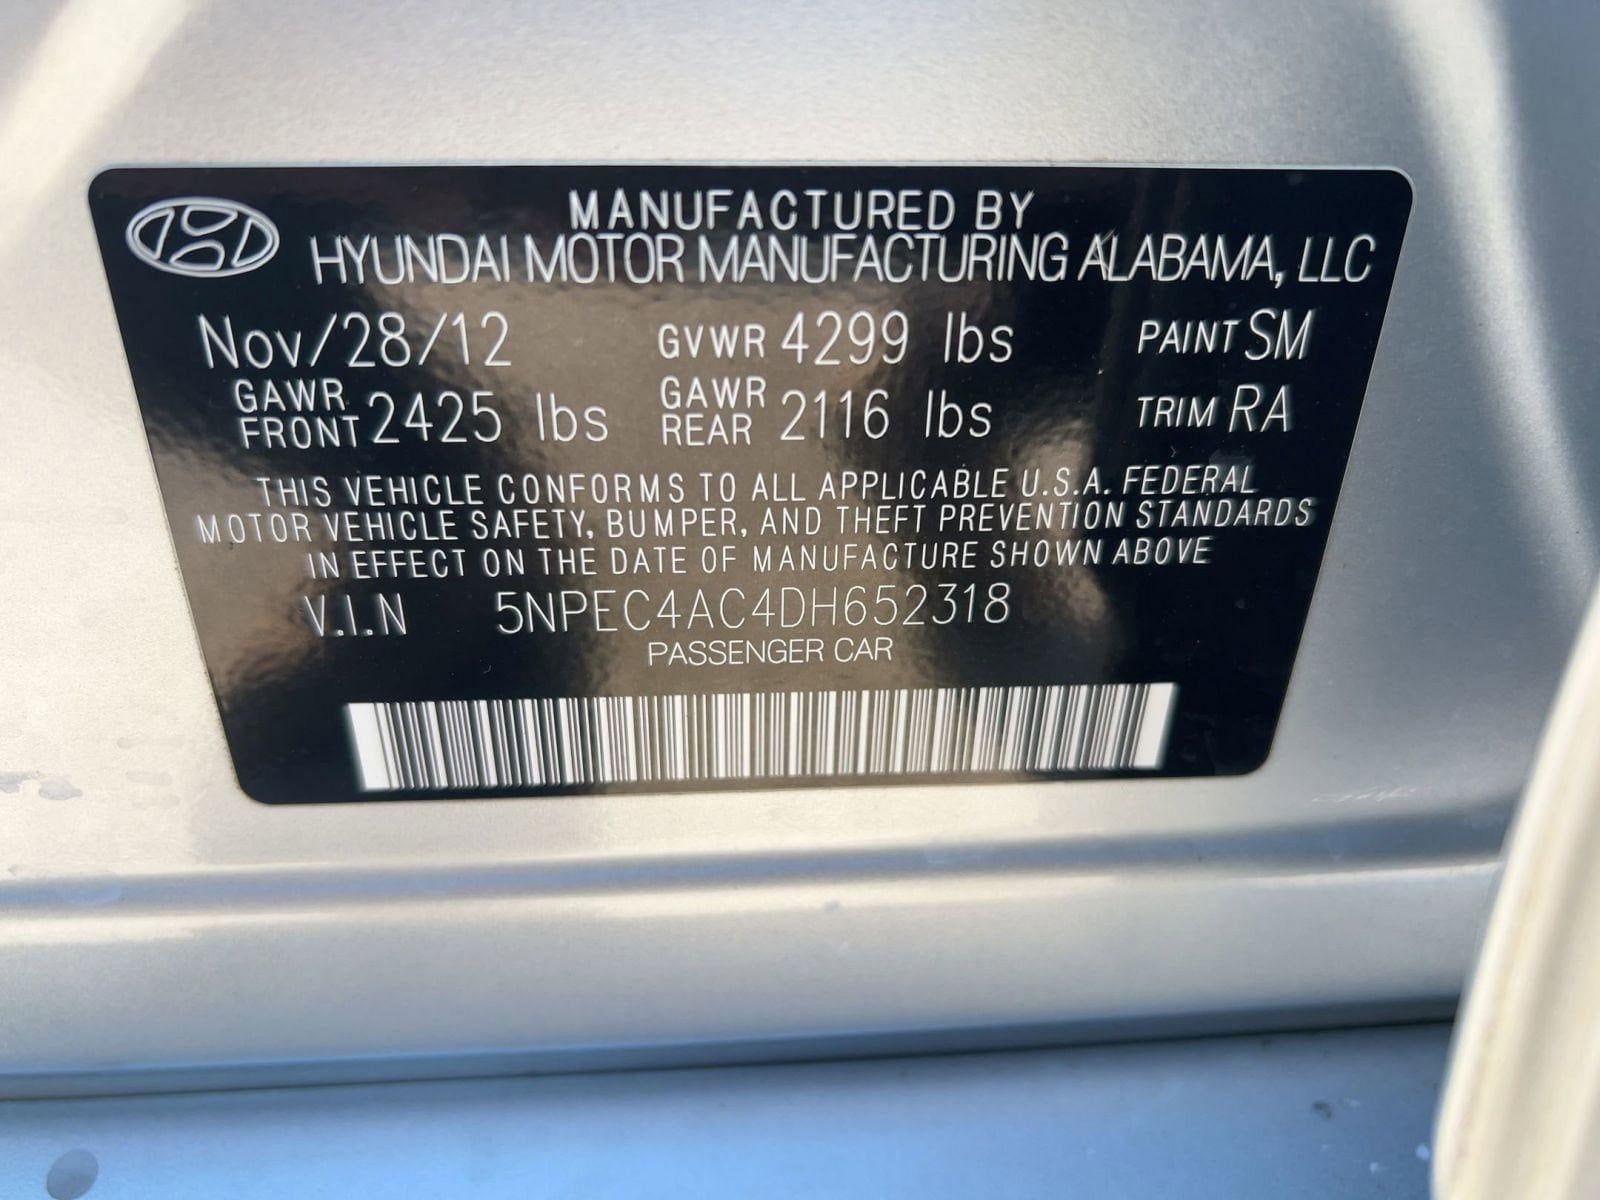 MANUFACTURED BY
HYUNDAI MOTOR MANUFACTURING ALABAMA, LLC
Nov/28/12 GVWR 4299 lbs PAINT SM
GAWR FRONT 2425 lbs GAWR REAR 2116 lbs TRIM RA
THIS VEHICLE CONFORMS TO ALL APPLICABLE U.S.A. FEDERAL
MOTOR VEHICLE SAFETY, BUMPER, AND THEFT PREVENTION STANDARDS
IN EFFECT ON THE DATE OF MANUFACTURE SHOWN ABOVE
V.I.N 5NPEC4AC4DH652318
PASSENGER CAR